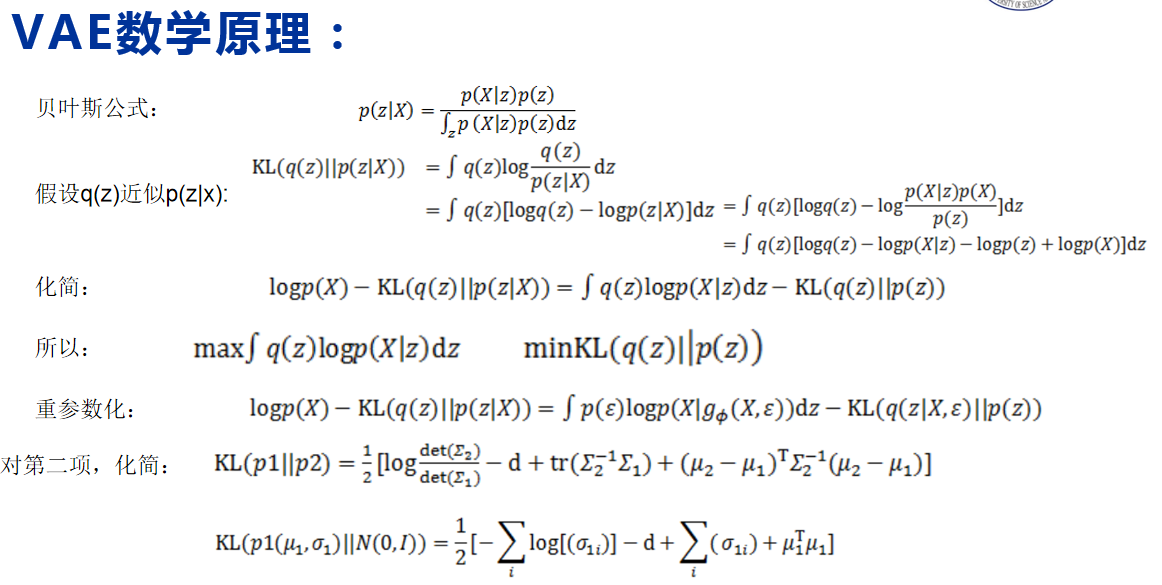 VAE数学原理：
贝叶斯公式： p(z|X) = p(X|z)p(z) / ∫_z p(X|z)p(z)dz
KL(q(z)||p(z|X)) = ∫ q(z)log q(z)/p(z|X) dz
假设q(z)近似p(z|x):
= ∫ q(z)[logq(z) − logp(z|X)]dz = ∫ q(z)[logq(z) − log p(X|z)p(X)/p(z)]dz
= ∫ q(z)[logq(z) − logp(X|z) − logp(z) + logp(X)]dz
化简： logp(X) − KL(q(z)||p(z|X)) = ∫ q(z)logp(X|z)dz − KL(q(z)||p(z))
所以： max∫ q(z)logp(X|z)dz minKL(q(z)||p(z))
重参数化： logp(X) − KL(q(z)||p(z|X)) = ∫ p(ε)logp(X|g_ϕ(X,ε))dz − KL(q(z|X,ε)||p(z))
对第二项，化简： KL(p1||p2) = 1/2[log det(Σ₂)/det(Σ₁) − d + tr(Σ₂⁻¹Σ₁) + (μ₂ − μ₁)ᵀΣ₂⁻¹(μ₂ − μ₁)]
KL(p1(μ₁,σ₁)||N(0,I)) = 1/2[−∑_i log[(σ₁ᵢ)] − d + ∑_i (σ₁ᵢ) + μ₁ᵀμ₁]